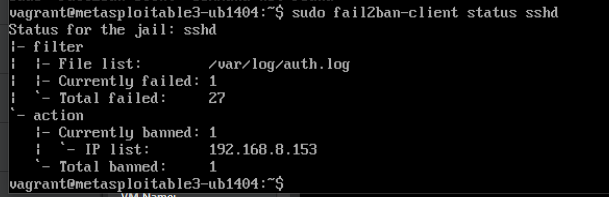 vagrant@metasploitable3-ub1404:~$ sudo fail2ban-client status sshd
Status for the jail: sshd
|- filter
|  |- File list:        /var/log/auth.log
|  |- Currently failed: 1
|  `- Total failed:     27
`- action
   |- Currently banned: 1
   |  `- IP list:       192.168.8.153
   `- Total banned:     1
vagrant@metasploitable3-ub1404:~$
VM Name: